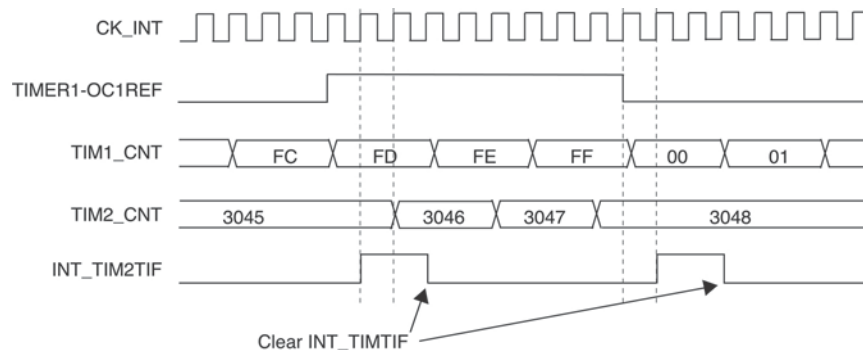 CK_INT
TIMER1-OC1REF
TIM1_CNT FC FD FE FF 00 01
TIM2_CNT 3045 3046 3047 3048
INT_TIM2TIF
Clear INT_TIMTIF